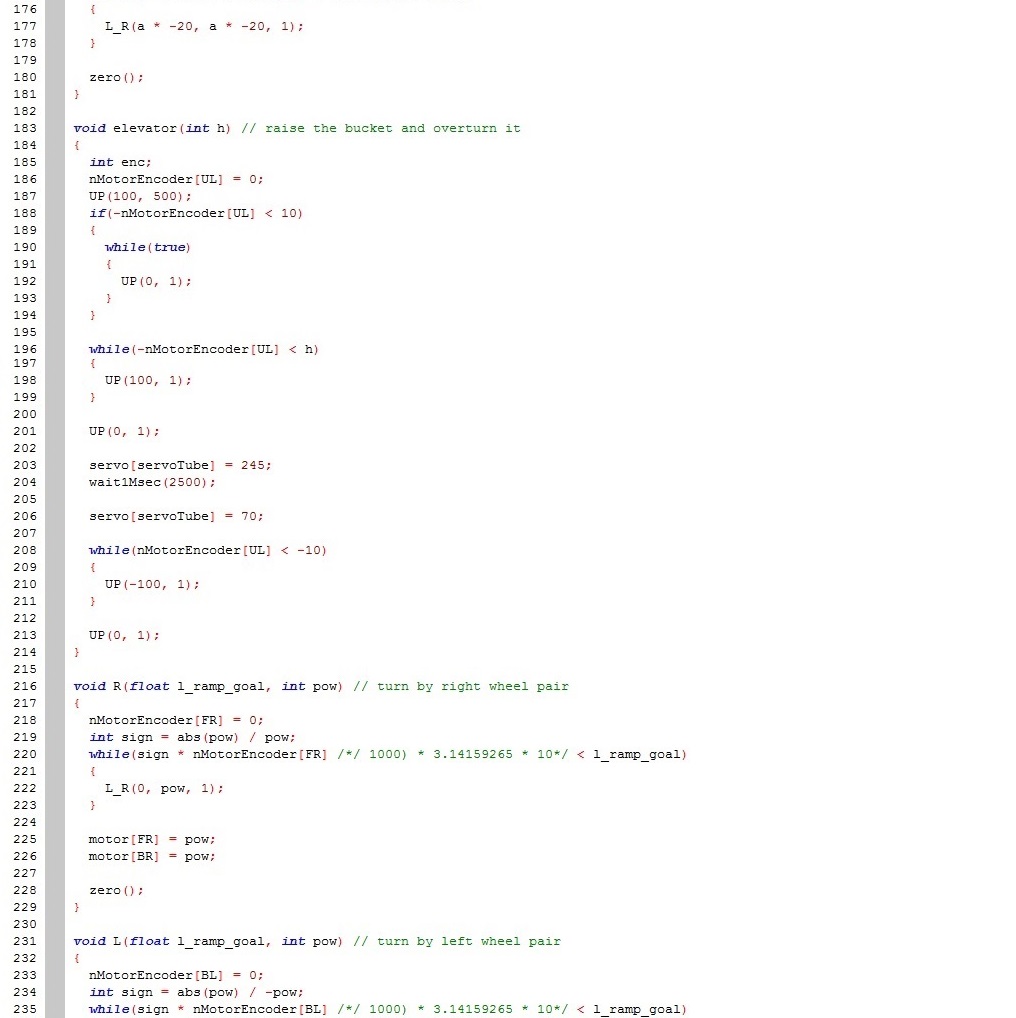 176     {
177       L_R(a * -20, a * -20, 1);
178     }
179
180     zero();
181   }
182
183   void elevator(int h) // raise the bucket and overturn it
184   {
185     int enc;
186     nMotorEncoder[UL] = 0;
187     UP(100, 500);
188     if(-nMotorEncoder[UL] < 10)
189     {
190       while(true)
191       {
192         UP(0, 1);
193       }
194     }
195
196     while(-nMotorEncoder[UL] < h)
197     {
198       UP(100, 1);
199     }
200
201     UP(0, 1);
202
203     servo[servoTube] = 245;
204     wait1Msec(2500);
205
206     servo[servoTube] = 70;
207
208     while(nMotorEncoder[UL] < -10)
209     {
210       UP(-100, 1);
211     }
212
213     UP(0, 1);
214   }
215
216   void R(float l_ramp_goal, int pow) // turn by right wheel pair
217   {
218     nMotorEncoder[FR] = 0;
219     int sign = abs(pow) / pow;
220     while(sign * nMotorEncoder[FR] /*/ 1000) * 3.14159265 * 10*/ < l_ramp_goal)
221     {
222       L_R(0, pow, 1);
223     }
224
225     motor[FR] = pow;
226     motor[BR] = pow;
227
228     zero();
229   }
230
231   void L(float l_ramp_goal, int pow) // turn by left wheel pair
232   {
233     nMotorEncoder[BL] = 0;
234     int sign = abs(pow) / -pow;
235     while(sign * nMotorEncoder[BL] /*/ 1000) * 3.14159265 * 10*/ < l_ramp_goal)